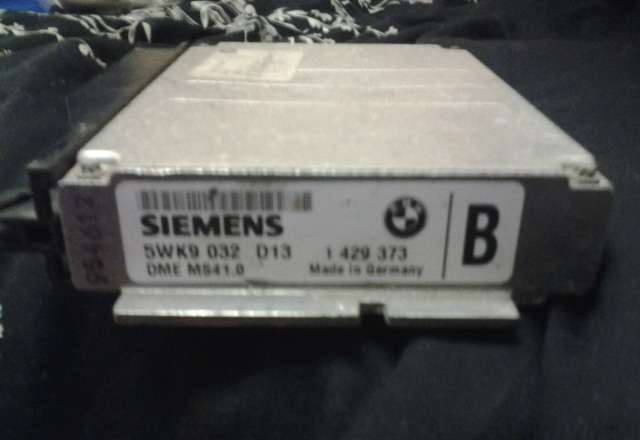 SIEMENS
5WK9 032 D13 1 429 373
DME MS41.0 Made in Germany
B